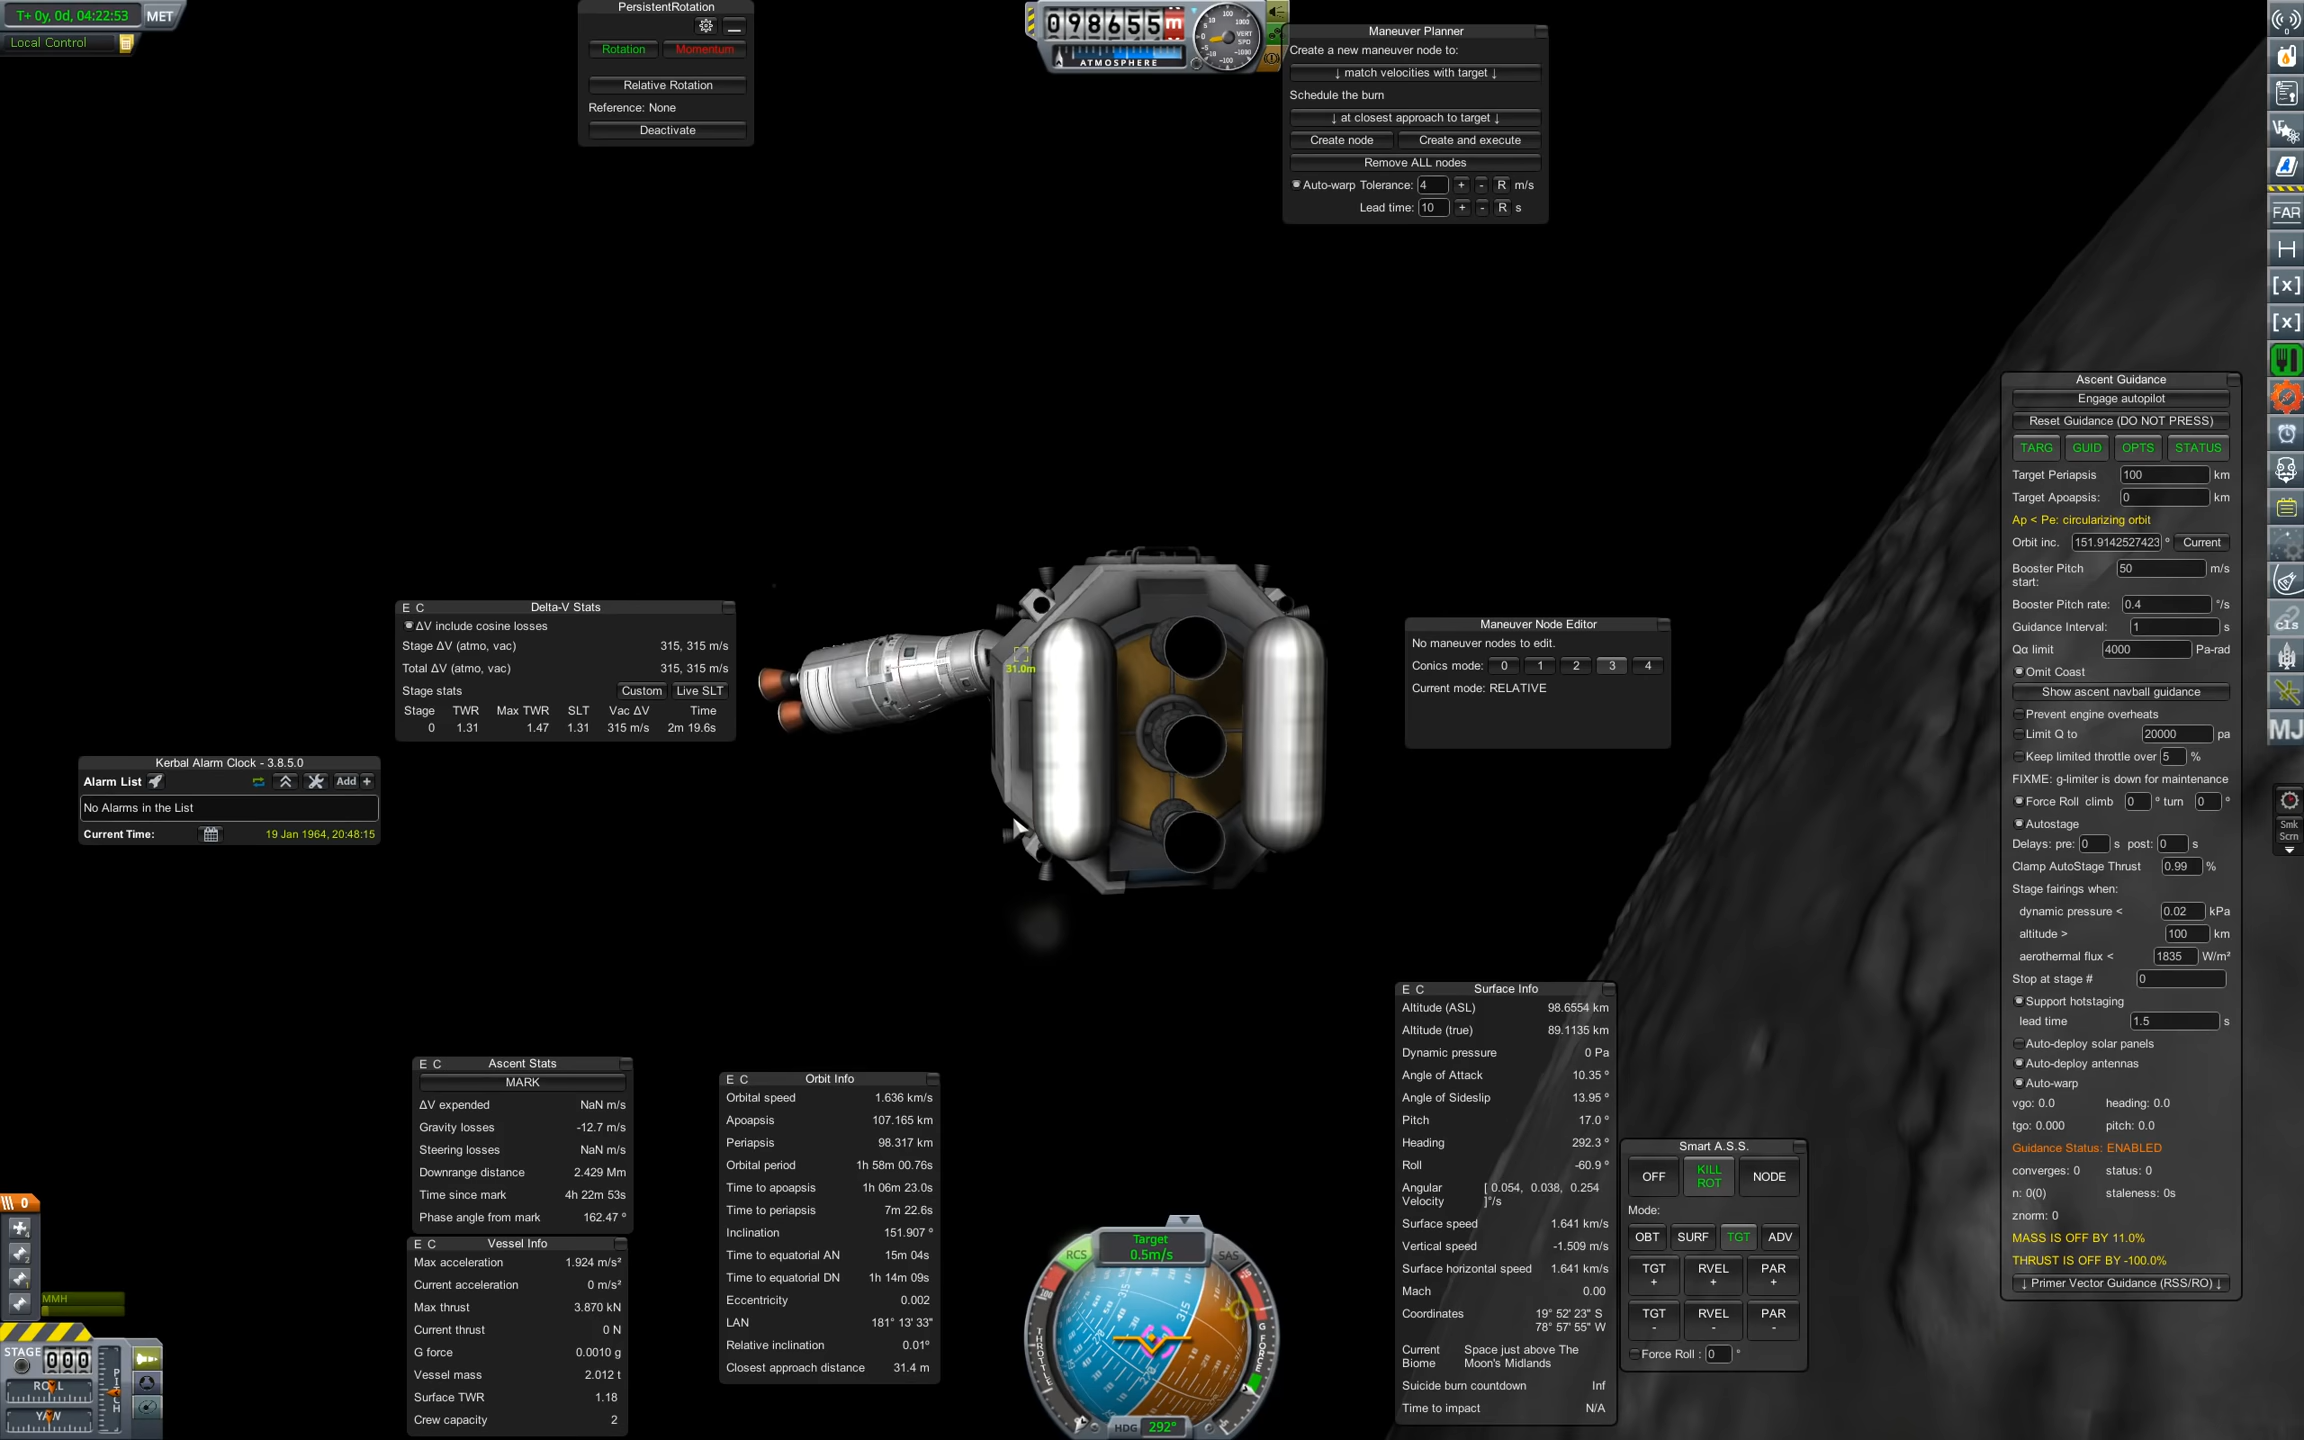 T+ 0y, 0d, 04:22:53 MET
Local Control
PersistentRotation
Rotation Momentum
Relative Rotation
Reference: None
Deactivate
098655m
ATMOSPHERE
VERT SPD
Maneuver Planner
Create a new maneuver node to:
↓ match velocities with target ↓
Schedule the burn
↓ at closest approach to target ↓
Create node Create and execute
Remove ALL nodes
Auto-warp Tolerance: 4 + - R m/s
Lead time: 10 + - R s
FAR
[x]
[x]
cls
MJ
Smk
Scrn
Ascent Guidance
Engage autopilot
Reset Guidance (DO NOT PRESS)
TARG GUID OPTS STATUS
Target Periapsis 100 km
Target Apoapsis: 0 km
Ap < Pe: circularizing orbit
Orbit inc. 151.9142527423 º Current
Booster Pitch start: 50 m/s
Booster Pitch rate: 0.4 °/s
Guidance Interval: 1 s
Qα limit 4000 Pa-rad
Omit Coast
Show ascent navball guidance
Prevent engine overheats
Limit Q to 20000 pa
Keep limited throttle over 5 %
FIXME: g-limiter is down for maintenance
Force Roll climb 0 º turn 0 º
Autostage
Delays: pre: 0 s post: 0 s
Clamp AutoStage Thrust 0.99 %
Stage fairings when:
dynamic pressure < 0.02 kPa
altitude > 100 km
aerothermal flux < 1835 W/m²
Stop at stage # 0
Support hotstaging
lead time 1.5 s
Auto-deploy solar panels
Auto-deploy antennas
Auto-warp
vgo: 0.0 heading: 0.0
tgo: 0.000 pitch: 0.0
Guidance Status: ENABLED
converges: 0 status: 0
n: 0(0) staleness: 0s
znorm: 0
MASS IS OFF BY 11.0%
THRUST IS OFF BY -100.0%
↓ Primer Vector Guidance (RSS/RO) ↓
E C Delta-V Stats
ΔV include cosine losses
Stage ΔV (atmo, vac) 315, 315 m/s
Total ΔV (atmo, vac) 315, 315 m/s
Stage stats Custom Live SLT
Stage TWR Max TWR SLT Vac ΔV Time
0 1.31 1.47 1.31 315 m/s 2m 19.6s
31.0m
Maneuver Node Editor
No maneuver nodes to edit.
Conics mode: 0 1 2 3 4
Current mode: RELATIVE
Kerbal Alarm Clock - 3.8.5.0
Alarm List Add +
No Alarms in the List
Current Time: 19 Jan 1964, 20:48:15
E C Ascent Stats
MARK
ΔV expended NaN m/s
Gravity losses -12.7 m/s
Steering losses NaN m/s
Downrange distance 2.429 Mm
Time since mark 4h 22m 53s
Phase angle from mark 162.47 º
E C Vessel Info
Max acceleration 1.924 m/s²
Current acceleration 0 m/s²
Max thrust 3.870 kN
Current thrust 0 N
G force 0.0010 g
Vessel mass 2.012 t
Surface TWR 1.18
Crew capacity 2
E C Orbit Info
Orbital speed 1.636 km/s
Apoapsis 107.165 km
Periapsis 98.317 km
Orbital period 1h 58m 00.76s
Time to apoapsis 1h 06m 23.0s
Time to periapsis 7m 22.6s
Inclination 151.907 º
Time to equatorial AN 15m 04s
Time to equatorial DN 1h 14m 09s
Eccentricity 0.002
LAN 181° 13' 33"
Relative inclination 0.01º
Closest approach distance 31.4 m
E C Surface Info
Altitude (ASL) 98.6554 km
Altitude (true) 89.1135 km
Dynamic pressure 0 Pa
Angle of Attack 10.35 º
Angle of Sideslip 13.95 º
Pitch 17.0 º
Heading 292.3 º
Roll -60.9 º
Angular Velocity [ 0.054, 0.038, 0.254 ]°/s
Surface speed 1.641 km/s
Vertical speed -1.509 m/s
Surface horizontal speed 1.641 km/s
Mach 0.00
Coordinates 19° 52' 23" S
78° 57' 55" W
Current Biome Space just above The Moon's Midlands
Suicide burn countdown Inf
Time to impact N/A
Smart A.S.S.
OFF KILL ROT NODE
Mode:
OBT SURF TGT ADV
TGT + RVEL + PAR +
TGT - RVEL - PAR -
Force Roll : 0 °
0
MMH
STAGE 000
ROLL
YAW
PITCH
RCS Target SAS
0.5m/s
THROTTLE
G FORCE
HDG 292°